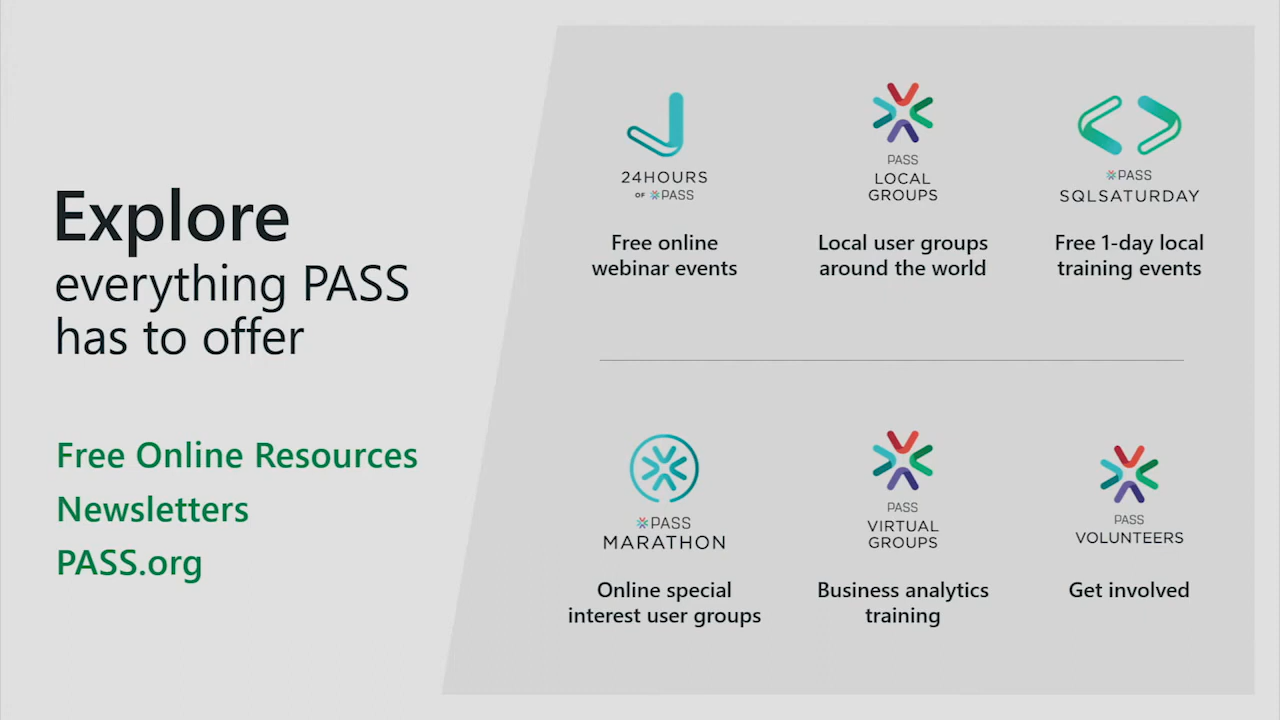 Explore
everything PASS
has to offer
Free Online Resources
Newsletters
PASS.org
24HOURS
OF PASS
Free online
webinar events
PASS
LOCAL
GROUPS
Local user groups
around the world
PASS
SQLSATURDAY
Free 1-day local
training events
PASS
MARATHON
Online special
interest user groups
PASS
VIRTUAL
GROUPS
Business analytics
training
PASS
VOLUNTEERS
Get involved